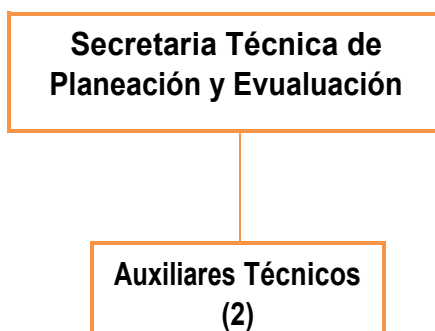 Secretaria Técnica de
Planeación y Evualuación
Auxiliares Técnicos
(2)